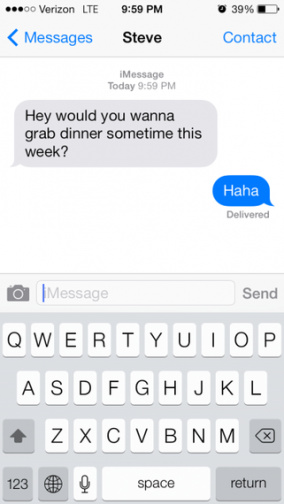 Verizon LTE 9:59 PM 39%
Messages Steve Contact
iMessage
Today 9:59 PM
Hey would you wanna
grab dinner sometime this
week?
Haha
Delivered
iMessage Send
Q W E R T Y U I O P
A S D F G H J K L
Z X C V B N M
123 space return